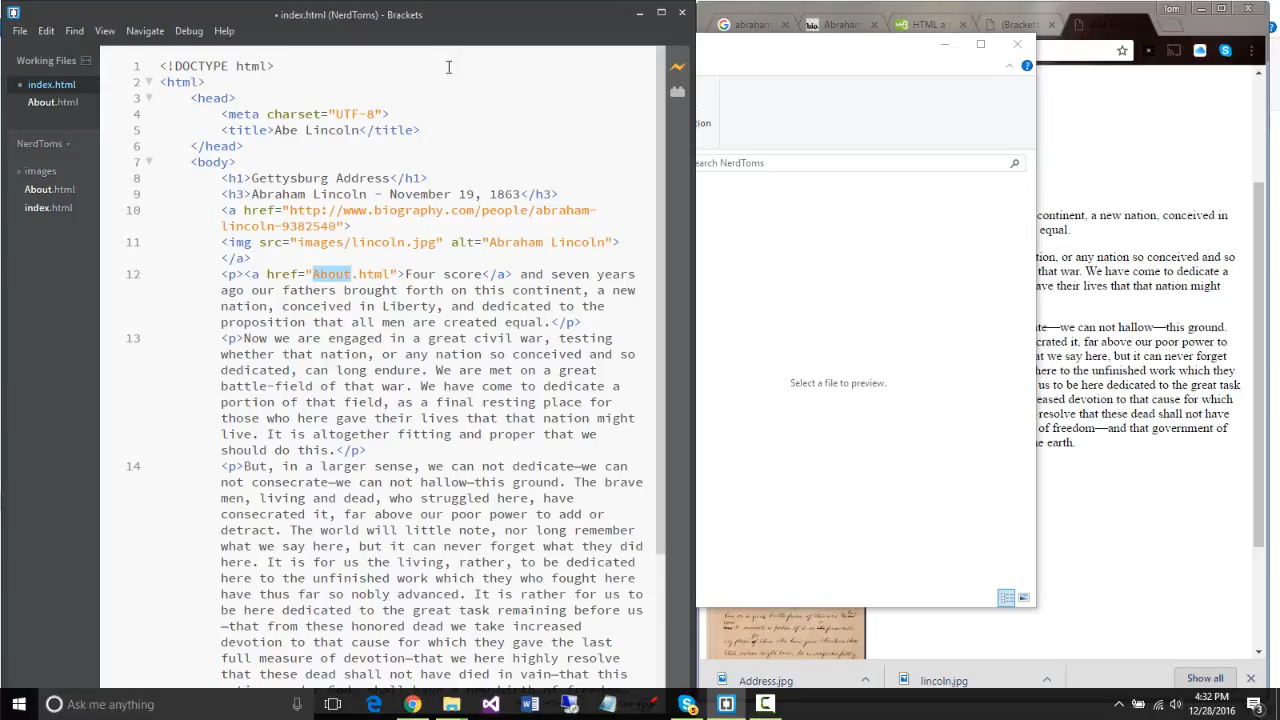 • index.html (NerdToms) - Brackets
File Edit Find View Navigate Debug Help
Working Files
index.html
About.html
NerdToms
images
About.html
index.html
1 <!DOCTYPE html>
2 <html>
3 <head>
4 <meta charset="UTF-8">
5 <title>Abe Lincoln</title>
6 </head>
7 <body>
8 <h1>Gettysburg Address</h1>
9 <h3>Abraham Lincoln - November 19, 1863</h3>
10 <a href="http://www.biography.com/people/abraham-
lincoln-9382540">
11 <img src="images/lincoln.jpg" alt="Abraham Lincoln">
</a>
12 <p><a href="About.html">Four score</a> and seven years
ago our fathers brought forth on this continent, a new
nation, conceived in Liberty, and dedicated to the
proposition that all men are created equal.</p>
13 <p>Now we are engaged in a great civil war, testing
whether that nation, or any nation so conceived and so
dedicated, can long endure. We are met on a great
battle-field of that war. We have come to dedicate a
portion of that field, as a final resting place for
those who here gave their lives that that nation might
live. It is altogether fitting and proper that we
should do this.</p>
14 <p>But, in a larger sense, we can not dedicate—we can
not consecrate—we can not hallow—this ground. The brave
men, living and dead, who struggled here, have
consecrated it, far above our poor power to add or
detract. The world will little note, nor long remember
what we say here, but it can never forget what they did
here. It is for us the living, rather, to be dedicated
here to the unfinished work which they who fought here
have thus far so nobly advanced. It is rather for us to
be here dedicated to the great task remaining before us
—that from these honored dead we take increased
devotion to that cause for which they gave the last
full measure of devotion—that we here highly resolve
that these dead shall not have died in vain—that this
Tom
abraham
bio. Abraham
HTML a t
(Brackets
tion
earch NerdToms
Select a file to preview.
continent, a new nation, conceived in
equal.
tion, or any nation so conceived and so
that war. We have come to dedicate a
ave their lives that that nation might
ate—we can not hallow—this ground.
crated it, far above our poor power to
at we say here, but it can never forget
here to the unfinished work which they
us to be here dedicated to the great task
eased devotion to that cause for which
resolve that these dead shall not have
of freedom—and that government of
e earth.
Address.jpg
lincoln.jpg
Show all
Ask me anything
4:32 PM
12/28/2016